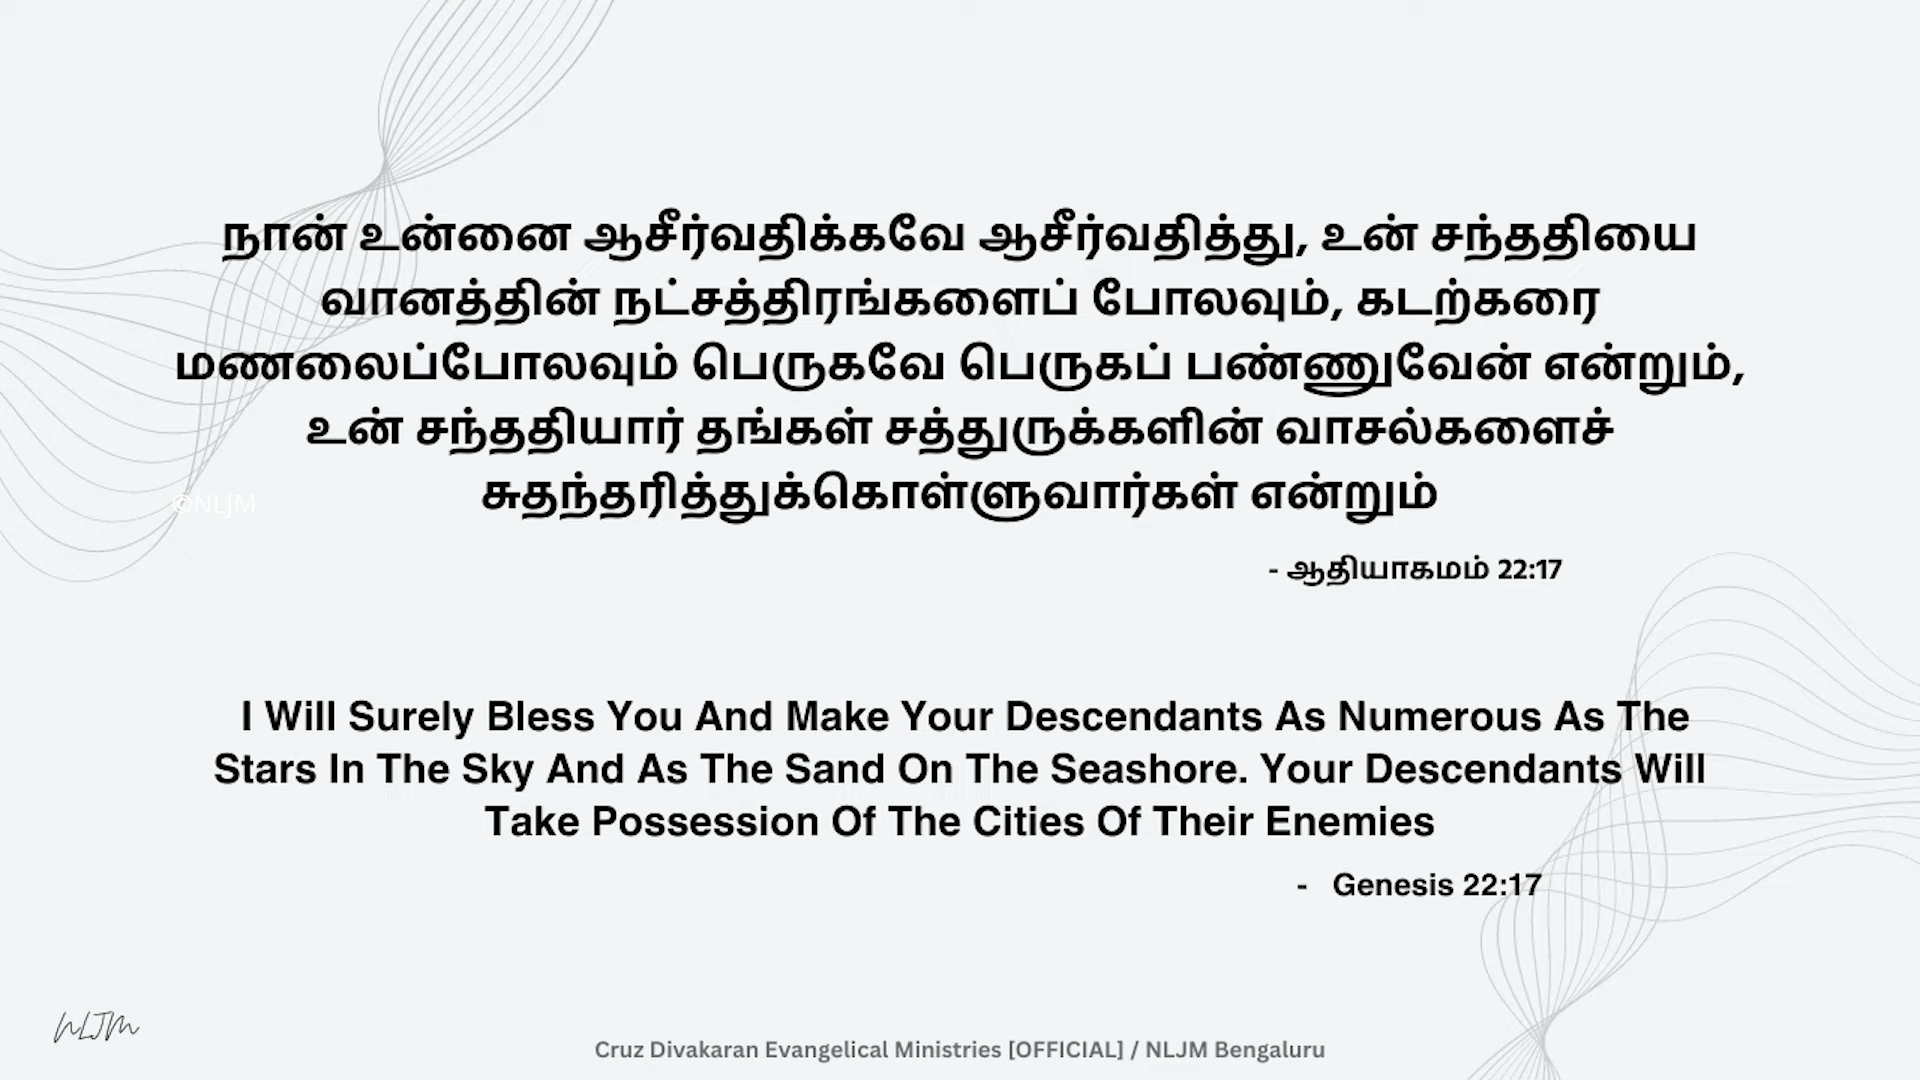 நான் உன்னை ஆசீர்வதிக்கவே ஆசீர்வதித்து, உன் சந்ததியை
வானத்தின் நட்சத்திரங்களைப் போலவும், கடற்கரை
மணலைப்போலவும் பெருகவே பெருகப் பண்ணுவேன் என்றும்,
உன் சந்ததியார் தங்கள் சத்துருக்களின் வாசல்களைச்
சுதந்தரித்துக்கொள்ளுவார்கள் என்றும்
©NLJM
- ஆதியாகமம் 22:17
I Will Surely Bless You And Make Your Descendants As Numerous As The
Stars In The Sky And As The Sand On The Seashore. Your Descendants Will
Take Possession Of The Cities Of Their Enemies
- Genesis 22:17
NLJM
Cruz Divakaran Evangelical Ministries [OFFICIAL] / NLJM Bengaluru